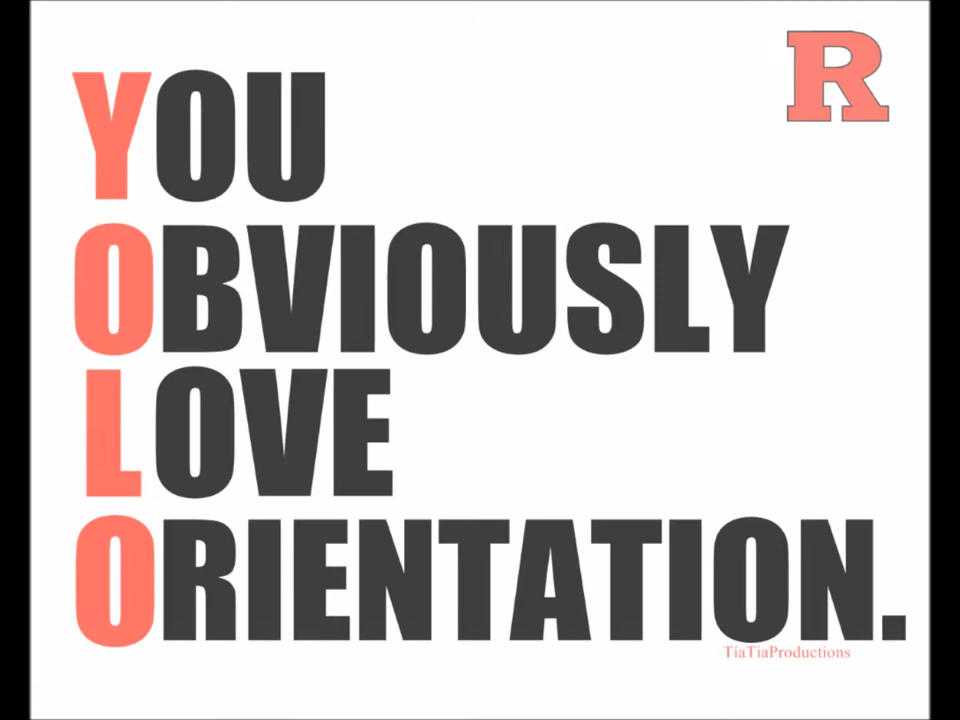 R
YOU
OBVIOUSLY
LOVE
ORIENTATION.
TiaTiaProductions